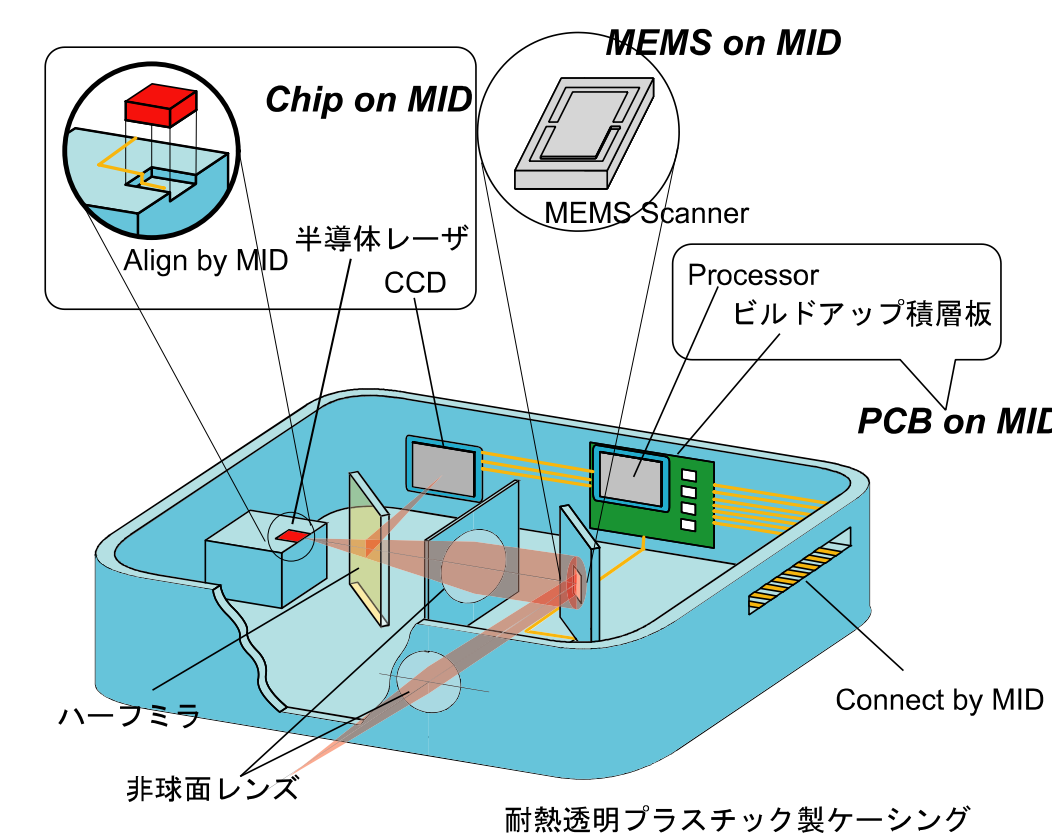 MEMS on MID
Chip on MID
MEMS Scanner
半導体レーザ
Align by MID
CCD
Processor
ビルドアップ積層板
PCB on MID
Connect by MID
ハーフミラ
非球面レンズ
耐熱透明プラスチック製ケーシング